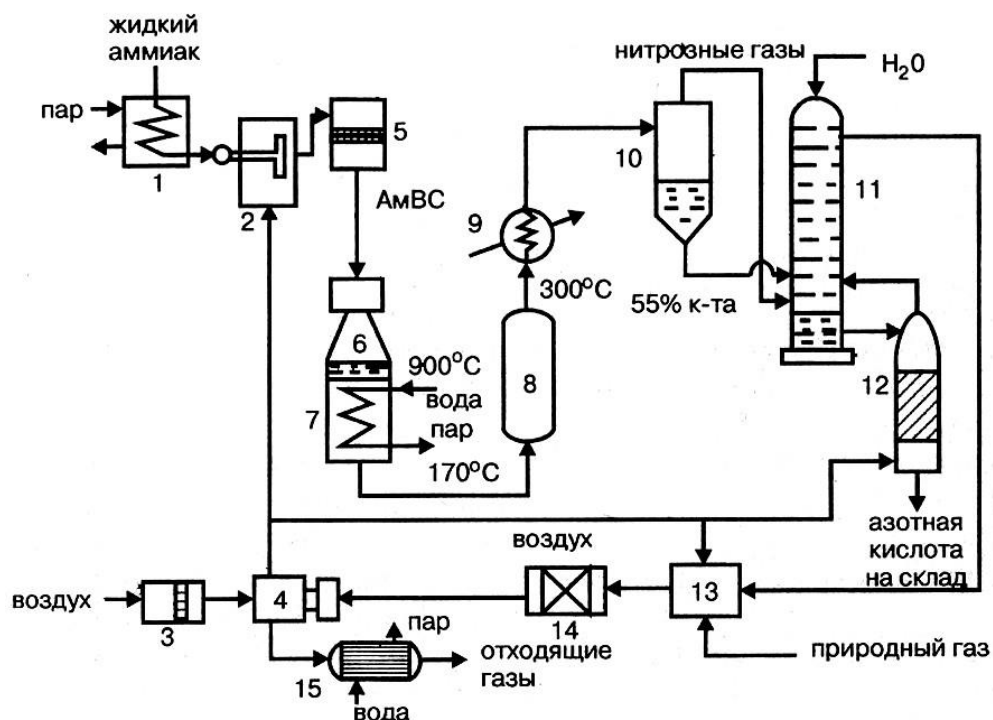 жидкий
аммиак
пар
1
2
5
АмВС
6
900°C
вода
7
пар
170°C
8
300°C
9
нитрозные газы
10
55% к-та
H₂0
11
12
азотная
кислота
на склад
воздух
3
4
воздух
14
13
природный газ
пар
15
вода
отходящие
газы